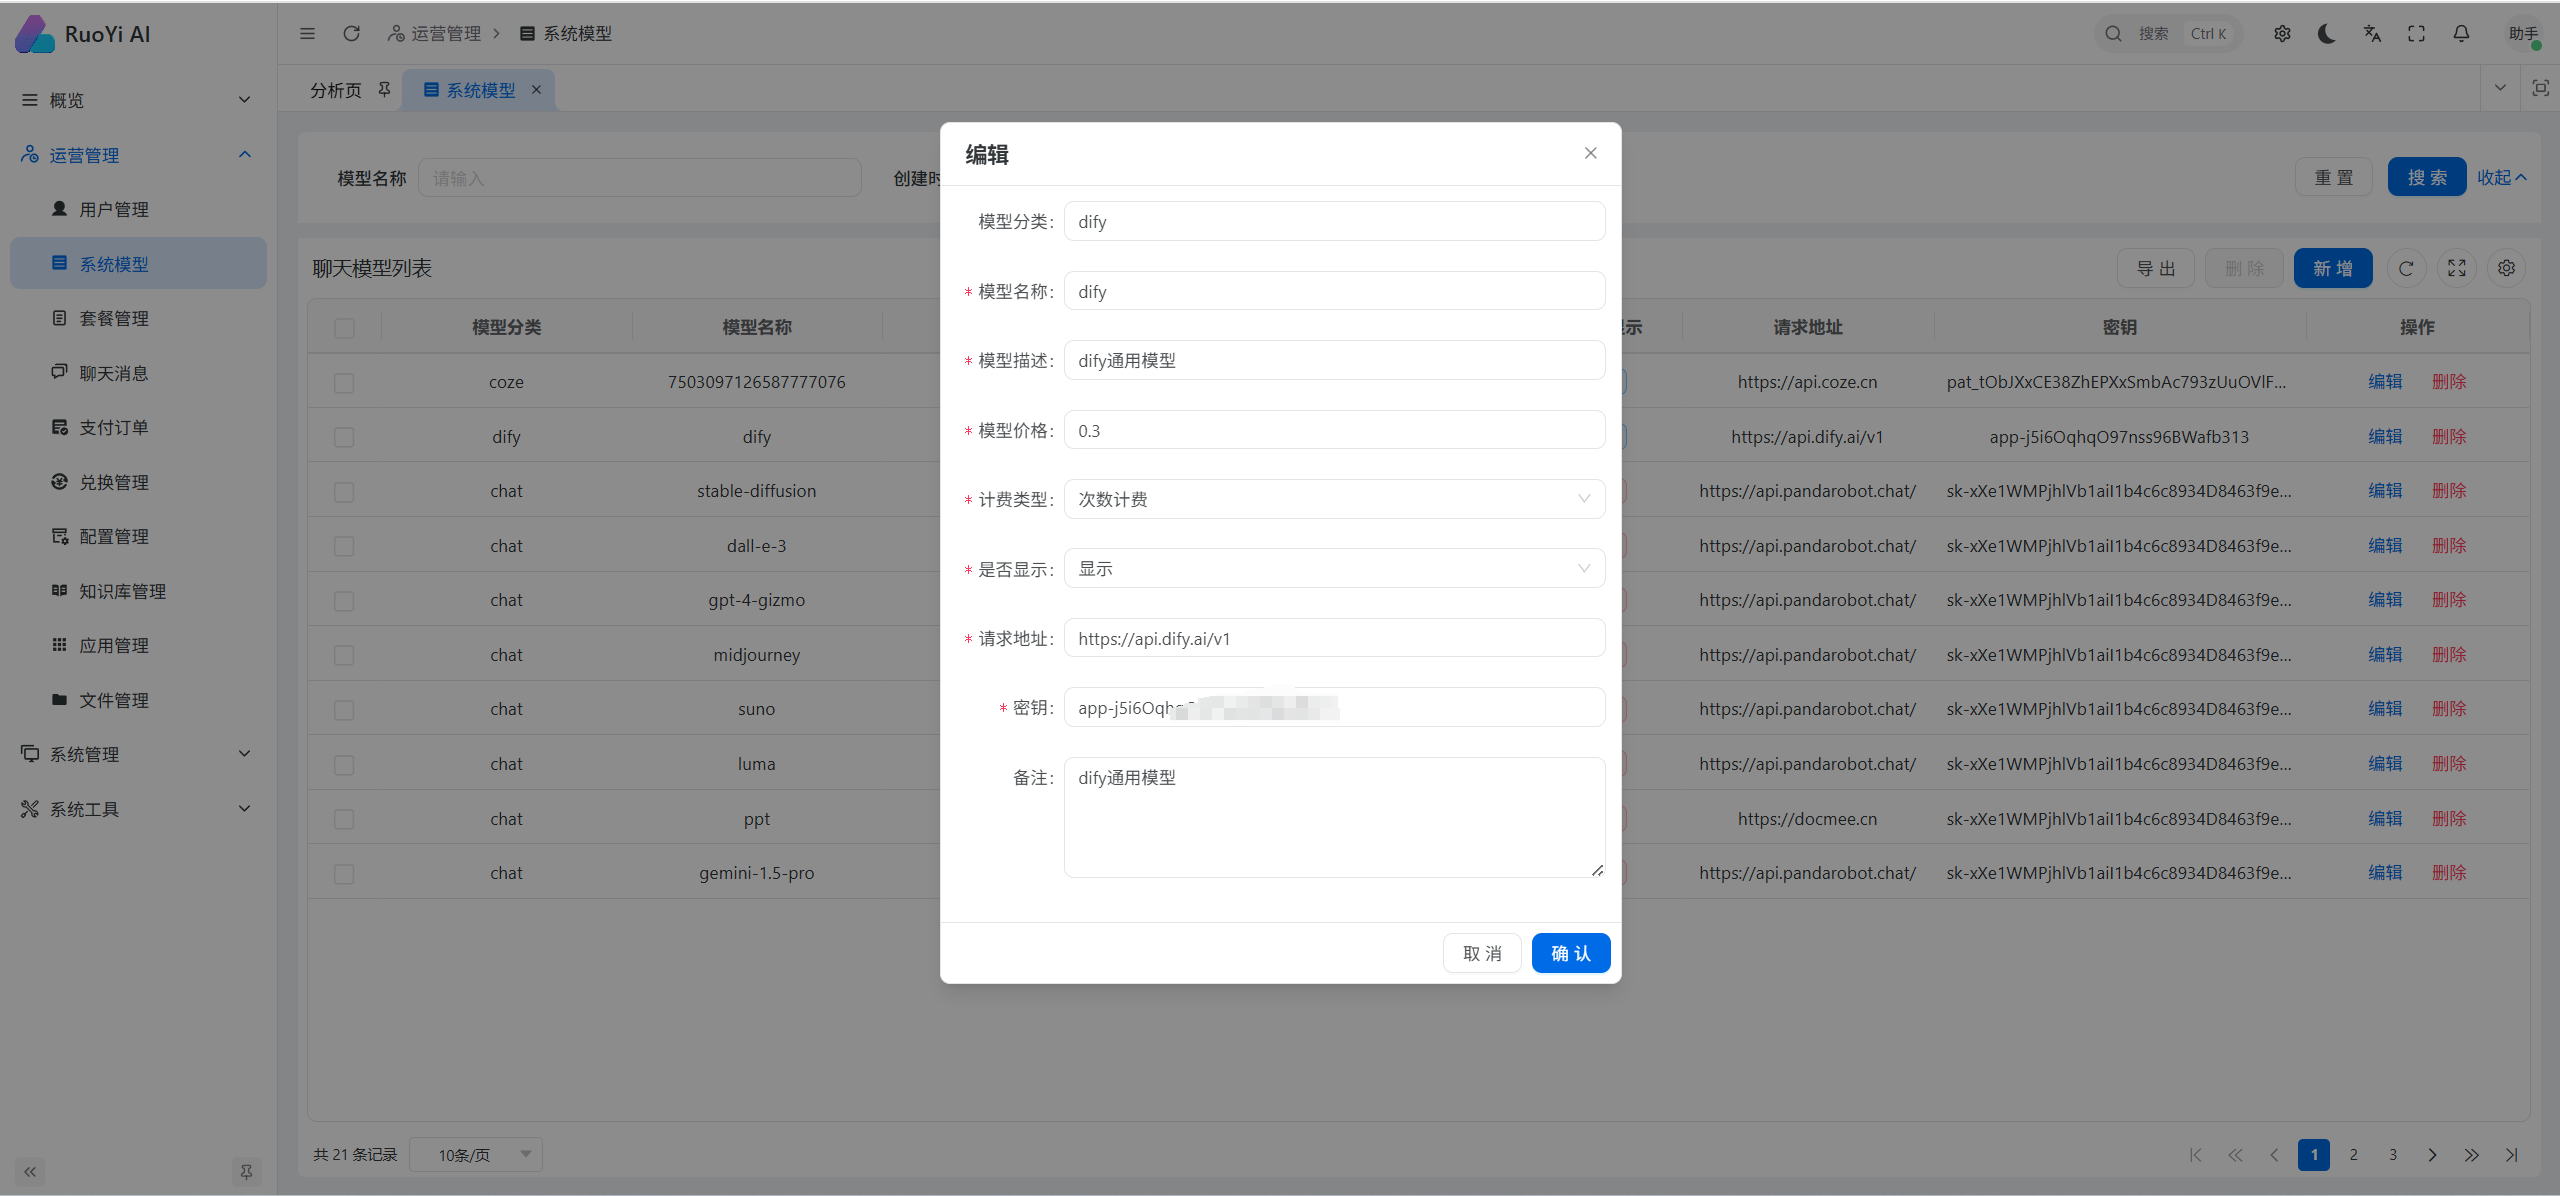 RuoYi AI
运营管理
系统模型
搜索
Ctrl K
助手
概览
运营管理
用户管理
系统模型
套餐管理
聊天消息
支付订单
兑换管理
配置管理
知识库管理
应用管理
文件管理
系统管理
系统工具
分析页
系统模型
模型名称
请输入
创建时
重 置
搜 索
收起
聊天模型列表
导 出
删 除
新 增
模型分类 模型名称 示 请求地址 密钥 操作
coze 7503097126587777076 https://api.coze.cn pat_tObJXxCE38ZhEPXxSmbAc793zUuOVlF... 编辑 删除
dify dify https://api.dify.ai/v1 app-j5i6OqhqO97nss96BWafb313 编辑 删除
chat stable-diffusion https://api.pandarobot.chat/ sk-xXe1WMPjhlVb1aiI1b4c6c8934D8463f9e... 编辑 删除
chat dall-e-3 https://api.pandarobot.chat/ sk-xXe1WMPjhlVb1aiI1b4c6c8934D8463f9e... 编辑 删除
chat gpt-4-gizmo https://api.pandarobot.chat/ sk-xXe1WMPjhlVb1aiI1b4c6c8934D8463f9e... 编辑 删除
chat midjourney https://api.pandarobot.chat/ sk-xXe1WMPjhlVb1aiI1b4c6c8934D8463f9e... 编辑 删除
chat suno https://api.pandarobot.chat/ sk-xXe1WMPjhlVb1aiI1b4c6c8934D8463f9e... 编辑 删除
chat luma https://api.pandarobot.chat/ sk-xXe1WMPjhlVb1aiI1b4c6c8934D8463f9e... 编辑 删除
chat ppt https://docmee.cn sk-xXe1WMPjhlVb1aiI1b4c6c8934D8463f9e... 编辑 删除
chat gemini-1.5-pro https://api.pandarobot.chat/ sk-xXe1WMPjhlVb1aiI1b4c6c8934D8463f9e... 编辑 删除
共 21 条记录
10条/页
1 2 3
编辑
模型分类: dify
* 模型名称: dify
* 模型描述: dify通用模型
* 模型价格: 0.3
* 计费类型: 次数计费
* 是否显示: 显示
* 请求地址: https://api.dify.ai/v1
* 密钥: app-j5i6Oqh
备注: dify通用模型
取 消
确 认